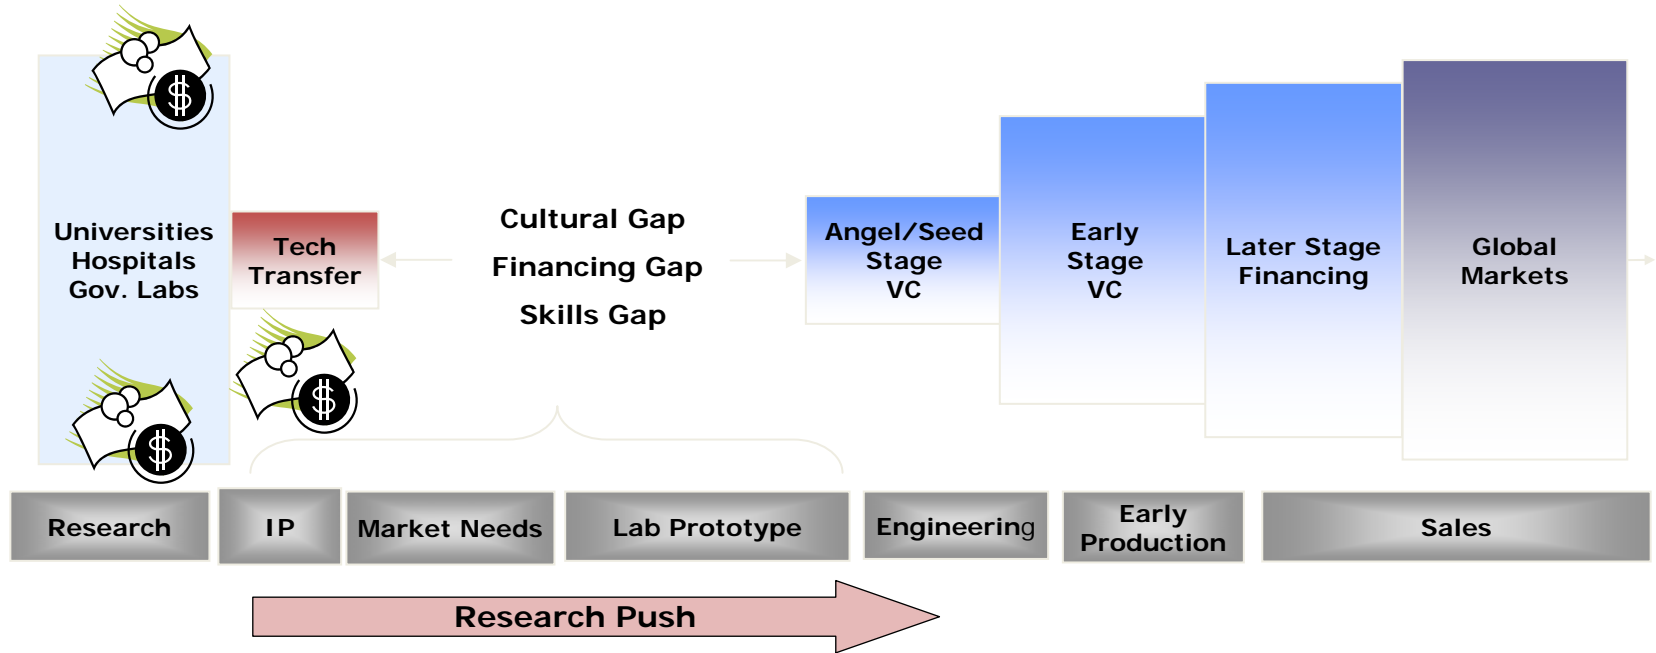 Universities
Hospitals
Gov. Labs
Tech
Transfer
Cultural Gap
Financing Gap
Skills Gap
Angel/Seed
Stage
VC
Early
Stage
VC
Later Stage
Financing
Global
Markets
$
$
$
Research
IP
Market Needs
Lab Prototype
Engineering
Early
Production
Sales
Research Push